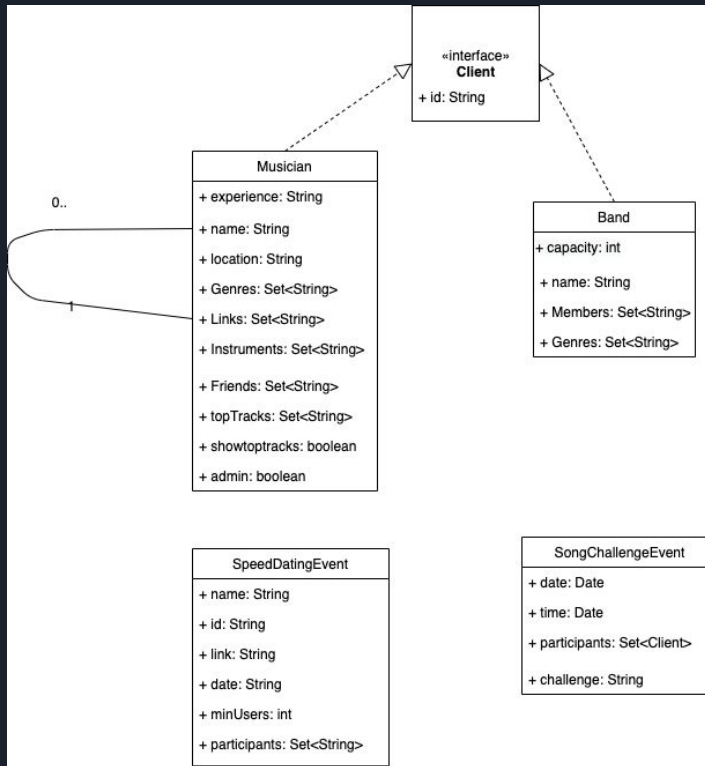 «interface»
Client
+ id: String
Musician
+ experience: String
+ name: String
+ location: String
+ Genres: Set<String>
+ Links: Set<String>
+ Instruments: Set<String>
+ Friends: Set<String>
+ topTracks: Set<String>
+ showtoptracks: boolean
+ admin: boolean
0..
1
Band
+ capacity: int
+ name: String
+ Members: Set<String>
+ Genres: Set<String>
SpeedDatingEvent
+ name: String
+ id: String
+ link: String
+ date: String
+ minUsers: int
+ participants: Set<String>
SongChallengeEvent
+ date: Date
+ time: Date
+ participants: Set<Client>
+ challenge: String